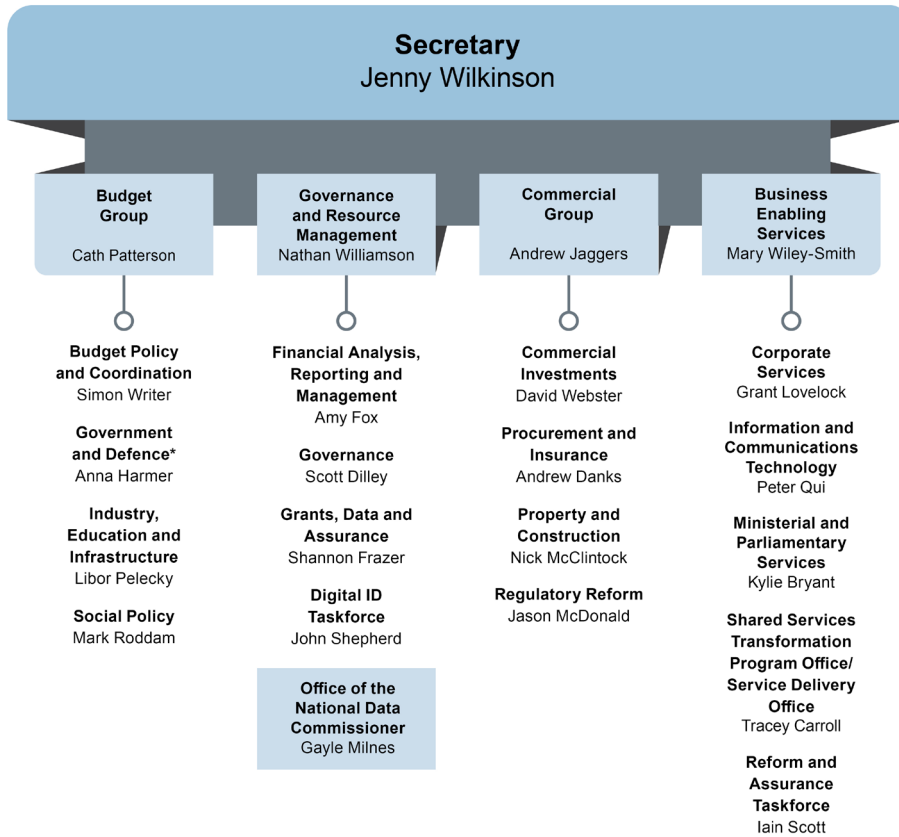 Secretary
Jenny Wilkinson
Budget
Group
Cath Patterson
Governance
and Resource
Management
Nathan Williamson
Commercial
Group
Andrew Jaggers
Business
Enabling
Services
Mary Wiley-Smith
Budget Policy
and Coordination
Simon Writer
Government
and Defence*
Anna Harmer
Industry,
Education and
Infrastructure
Libor Pelecky
Social Policy
Mark Roddam
Financial Analysis,
Reporting and
Management
Amy Fox
Governance
Scott Dilley
Grants, Data and
Assurance
Shannon Frazer
Digital ID
Taskforce
John Shepherd
Office of the
National Data
Commissioner
Gayle Milnes
Commercial
Investments
David Webster
Procurement and
Insurance
Andrew Danks
Property and
Construction
Nick McClintock
Regulatory Reform
Jason McDonald
Corporate
Services
Grant Lovelock
Information and
Communications
Technology
Peter Qui
Ministerial and
Parliamentary
Services
Kylie Bryant
Shared Services
Transformation
Program Office/
Service Delivery
Office
Tracey Carroll
Reform and
Assurance
Taskforce
Iain Scott